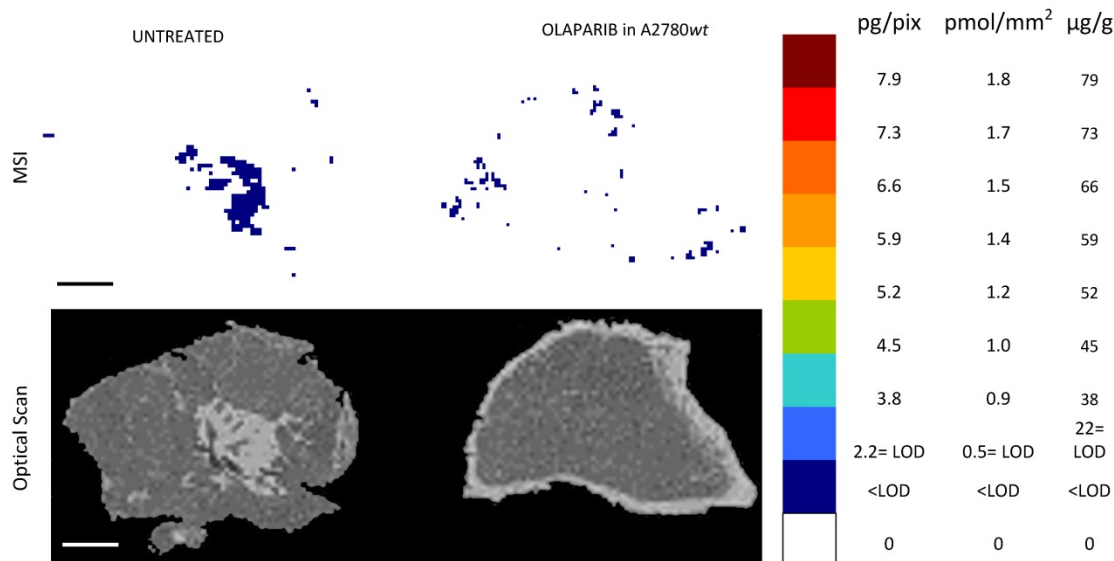 UNTREATED
OLAPARIB in A2780wt
MSI
Optical Scan
pg/pix pmol/mm² µg/g
7.9 1.8 79
7.3 1.7 73
6.6 1.5 66
5.9 1.4 59
5.2 1.2 52
4.5 1.0 45
3.8 0.9 38
22=
2.2= LOD 0.5= LOD LOD
<LOD <LOD <LOD
0 0 0